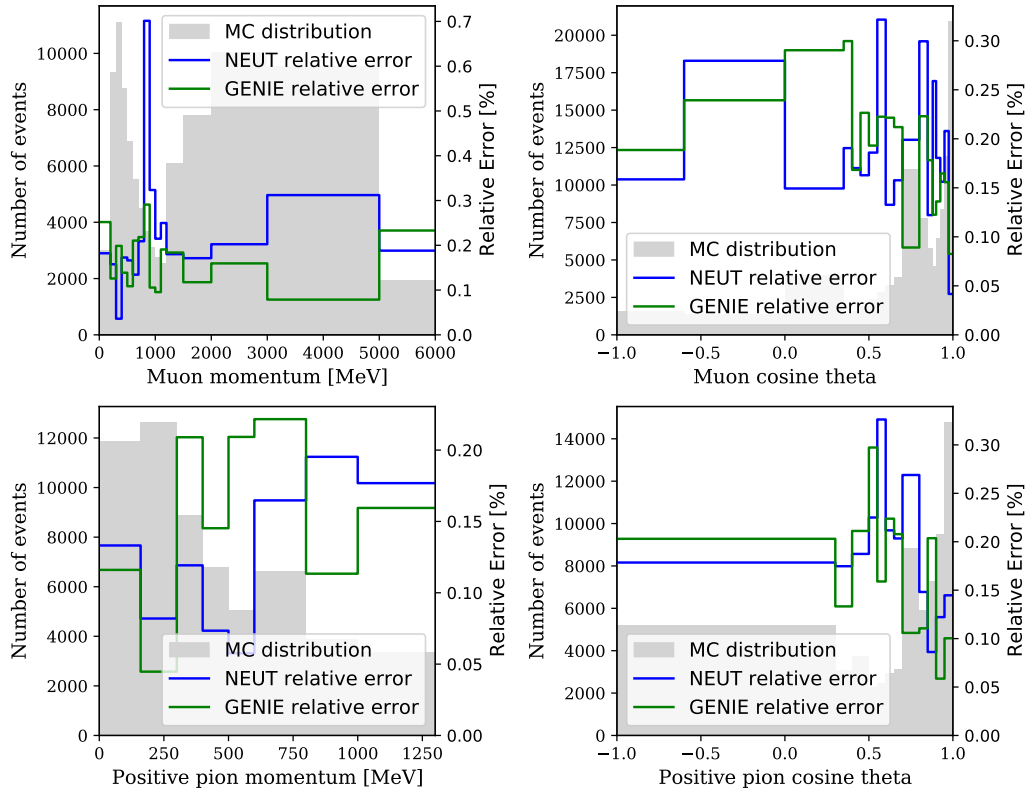 10000
8000
6000
4000
2000
0
Number of events
MC distribution
NEUT relative error
GENIE relative error
0.7
0.6
0.5
0.4
0.3
0.2
0.1
0.0
Relative Error [%]
0 1000 2000 3000 4000 5000 6000
Muon momentum [MeV]
20000
17500
15000
12500
10000
7500
5000
2500
0
Number of events
MC distribution
NEUT relative error
GENIE relative error
0.30
0.25
0.20
0.15
0.10
0.05
0.00
Relative Error [%]
−1.0 −0.5 0.0 0.5 1.0
Muon cosine theta
12000
10000
8000
6000
4000
2000
0
Number of events
MC distribution
NEUT relative error
GENIE relative error
0.20
0.15
0.10
0.05
0.00
Relative Error [%]
0 250 500 750 1000 1250
Positive pion momentum [MeV]
14000
12000
10000
8000
6000
4000
2000
0
Number of events
MC distribution
NEUT relative error
GENIE relative error
0.30
0.25
0.20
0.15
0.10
0.05
0.00
Relative Error [%]
−1.0 −0.5 0.0 0.5 1.0
Positive pion cosine theta